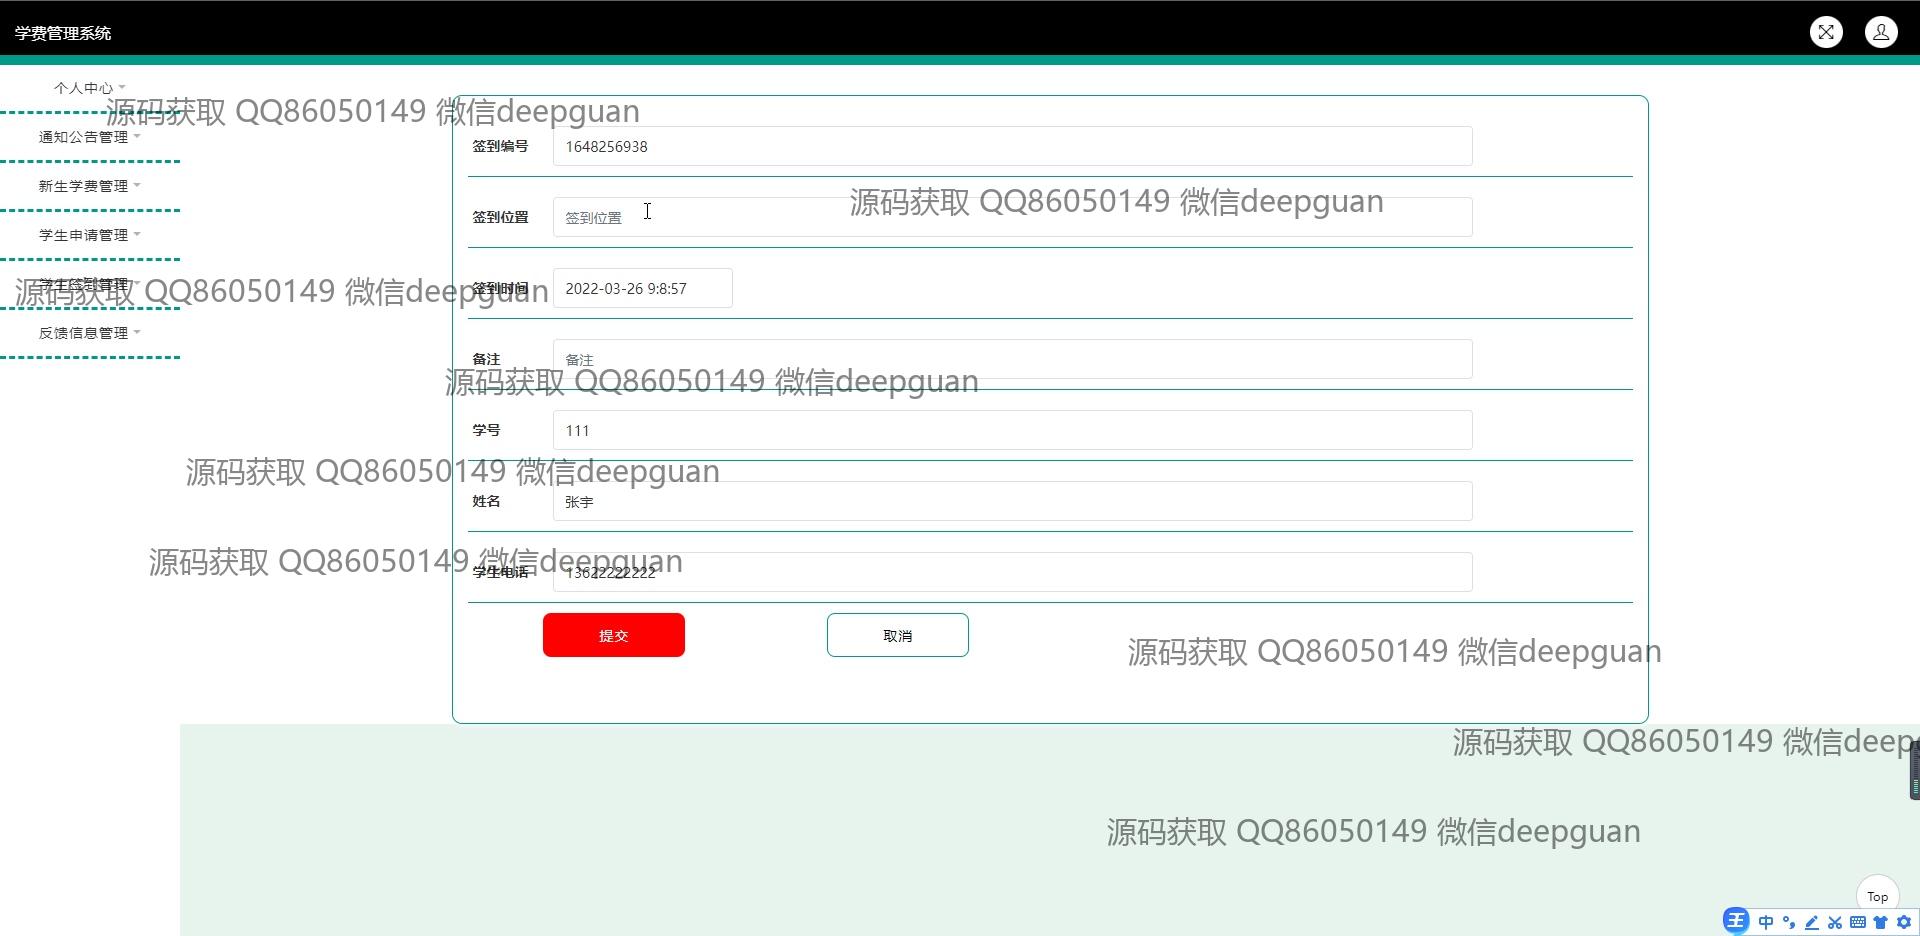 学费管理系统
个人中心
源码获取 QQ86050149 微信deepguan
通知公告管理
签到编号 1648256938
新生学费管理
源码获取 QQ86050149 微信deepguan
签到位置 签到位置
学生申请管理
学生签到管理
源码获取 QQ86050149 微信deepguan
签到时间 2022-03-26 9:8:57
反馈信息管理
备注 备注
源码获取 QQ86050149 微信deepguan
学号 111
源码获取 QQ86050149 微信deepguan
姓名 张宇
源码获取 QQ86050149 微信deepguan
学生电话 13622222222
提交 取消
源码获取 QQ86050149 微信deepguan
源码获取 QQ86050149 微信deep
源码获取 QQ86050149 微信deepguan
Top
王 中